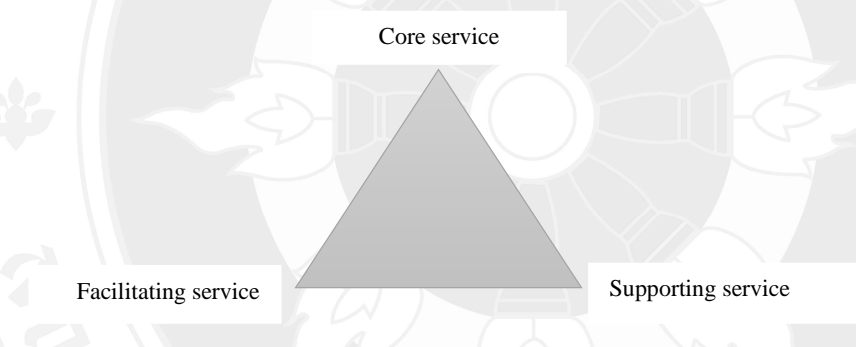 Core service
Facilitating service
Supporting service